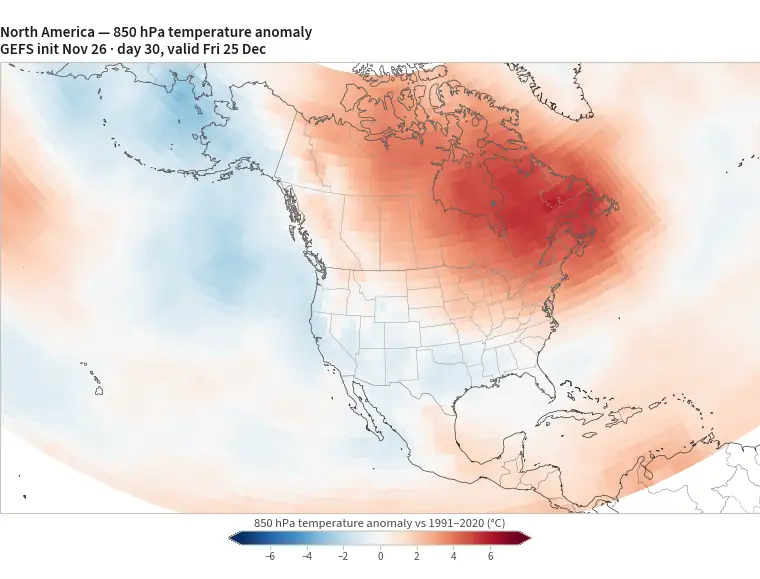 North America — 850 hPa temperature anomaly
GEFS init Nov 26 · day 30, valid Fri 25 Dec
850 hPa temperature anomaly vs 1991–2020 (°C)
−6 −4 −2 0 2 4 6